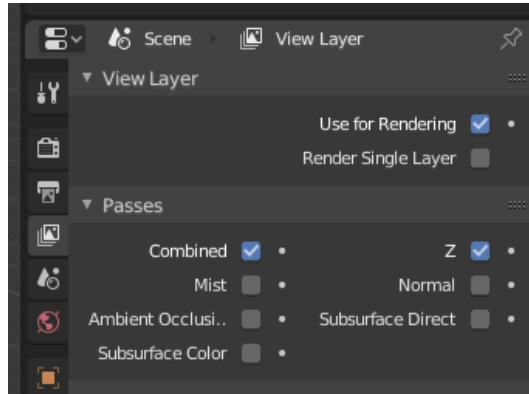 Scene View Layer
View Layer
Use for Rendering
Render Single Layer
Passes
Combined Z
Mist Normal
Ambient Occlusi.. Subsurface Direct
Subsurface Color